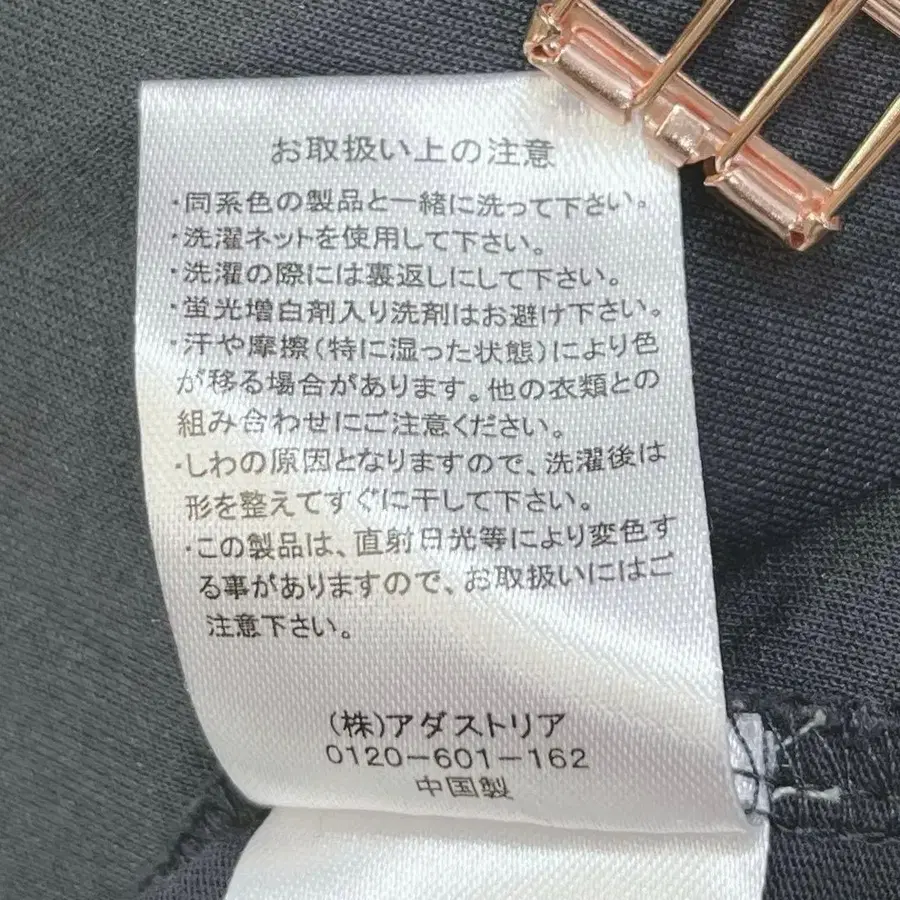 お取扱い上の注意
・同系色の製品と一緒に洗って下さい。
・洗濯ネットを使用して下さい。
・洗濯の際には裏返しにして下さい。
・蛍光増白剤入り洗剤はお避け下さい。
・汗や摩擦(特に湿った状態)により色
が移る場合があります。他の衣類との
組み合わせにご注意ください。
・しわの原因となりますので、洗濯後は
形を整えてすぐに干して下さい。
・この製品は、直射日光等により変色す
る事がありますので、お取扱いにはご
注意下さい。
(株)アダストリア
0120-601-162
中国製